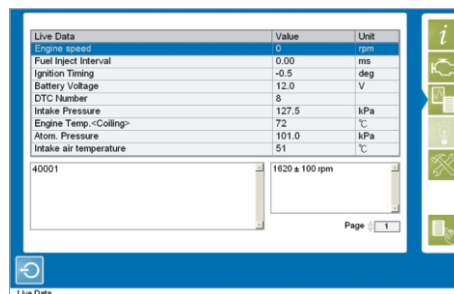 Live Data Value Unit
Engine speed 0 rpm
Fuel Inject Interval 0.00 ms
Ignition Timing -0.5 deg
Battery Voltage 12.0 V
DTC Number 8
Intake Pressure 127.5 kPa
Engine Temp.<Coiling> 72 °C
Atom. Pressure 101.0 kPa
Intake air temperature 51 °C
40001 1620 ± 100 rpm
Page 1
Live Data